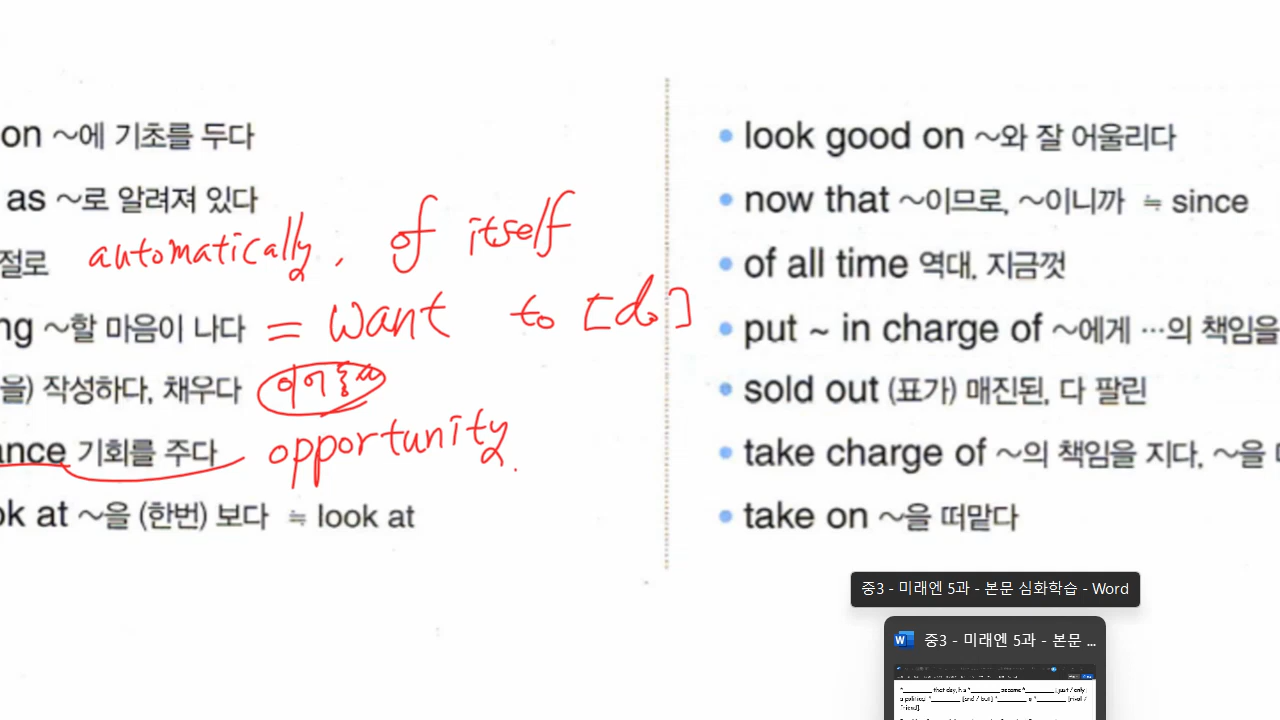 on ~에 기초를 두다
as ~로 알려져 있다
절로 automatically, of itself
ng ~할 마음이 나다 = want to [do]
을) 작성하다, 채우다
ance 기회를 주다 opportunity.
ok at ~을 (한번) 보다 ≒ look at
• look good on ~와 잘 어울리다
• now that ~이므로, ~이니까 ≒ since
• of all time 역대, 지금껏
• put ~ in charge of ~에게 …의 책임을
• sold out (표가) 매진된, 다 팔린
• take charge of ~의 책임을 지다, ~을
• take on ~을 떠맡다
중3 - 미래엔 5과 - 본문 심화학습 - Word
중3 - 미래엔 5과 - 본문 ...